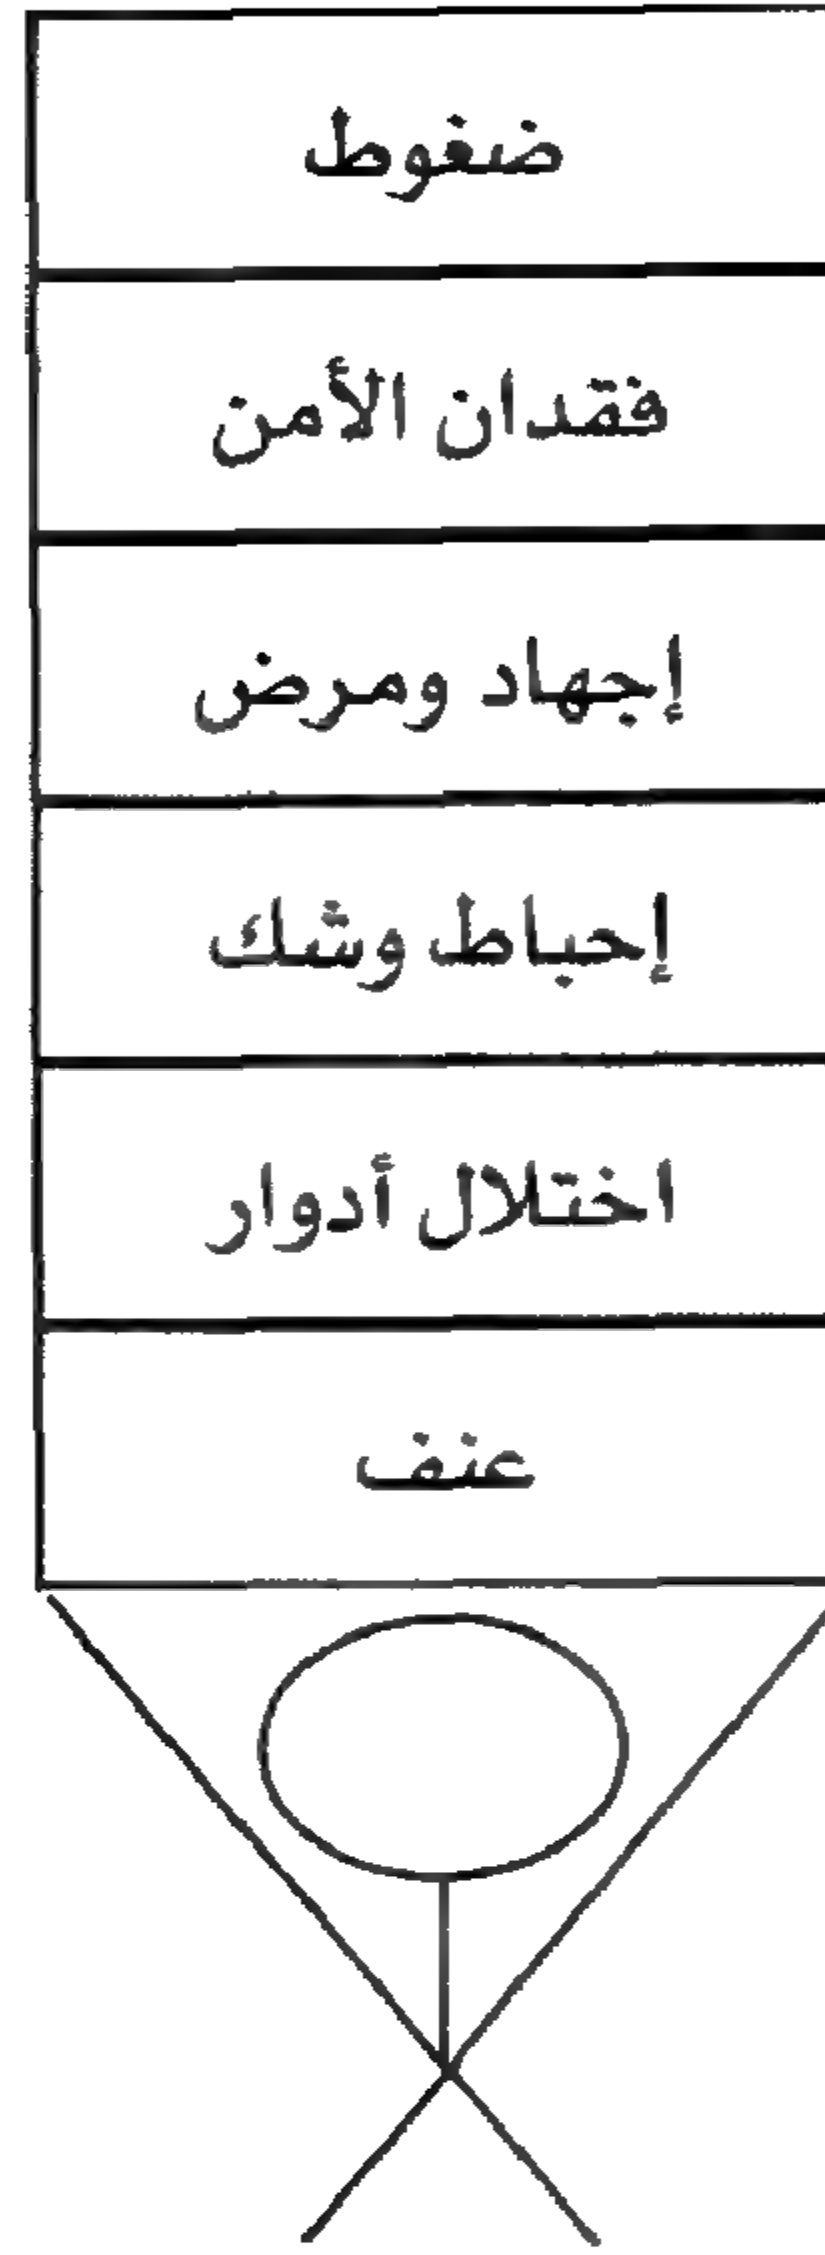 ضغوط
فقدان الأمن
إجهاد ومرض
إحباط وشك
اختلال أدوار
عنف